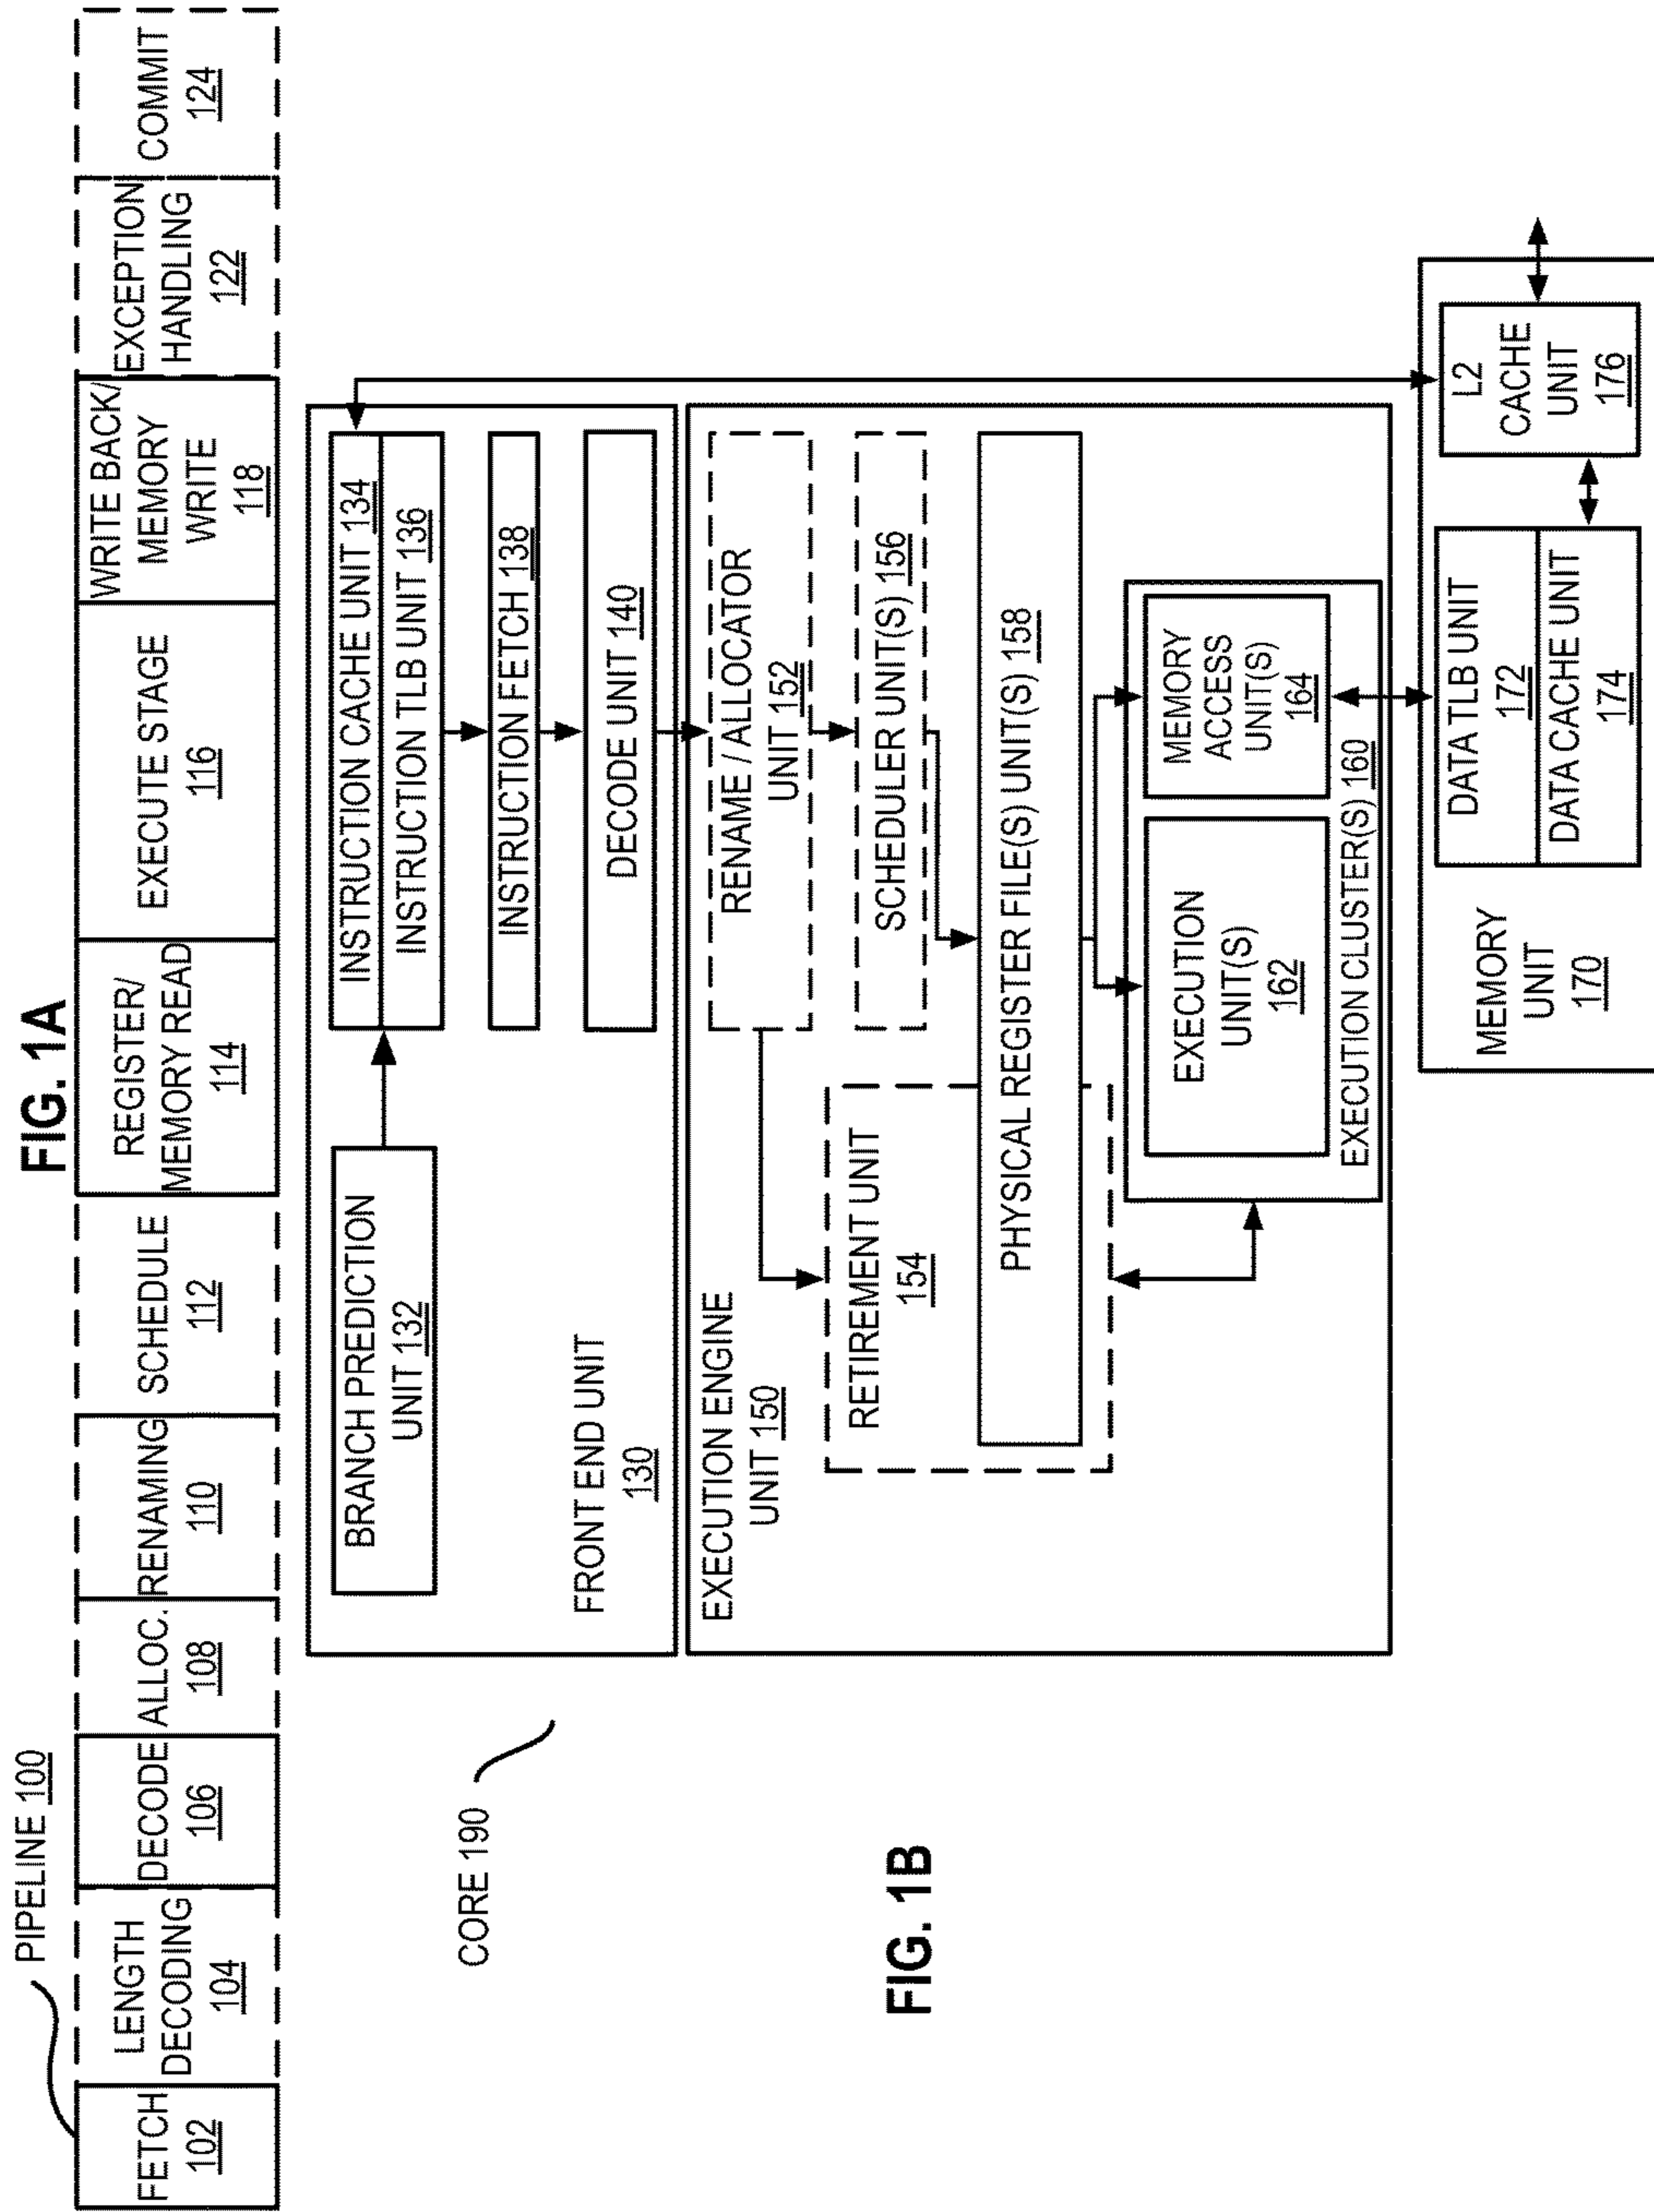 FIG. 1A
PIPELINE 100
FETCH
102
LENGTH
DECODING
104
DECODE
106
ALLOC.
108
RENAMING
110
SCHEDULE
112
REGISTER/
MEMORY READ
114
EXECUTE STAGE
116
WRITE BACK/
MEMORY
WRITE
118
EXCEPTION
HANDLING
122
COMMIT
124
CORE 190
FRONT END UNIT
130
BRANCH PREDICTION
UNIT 132
INSTRUCTION CACHE UNIT 134
INSTRUCTION TLB UNIT 136
INSTRUCTION FETCH 138
DECODE UNIT 140
EXECUTION ENGINE
UNIT 150
RENAME / ALLOCATOR
UNIT 152
RETIREMENT UNIT
154
SCHEDULER UNIT(S) 156
PHYSICAL REGISTER FILE(S) UNIT(S) 158
EXECUTION
UNIT(S)
162
MEMORY
ACCESS
UNIT(S)
164
EXECUTION CLUSTER(S) 160
MEMORY
UNIT
170
DATA TLB UNIT
172
DATA CACHE UNIT
174
L2
CACHE
UNIT
176
FIG. 1B